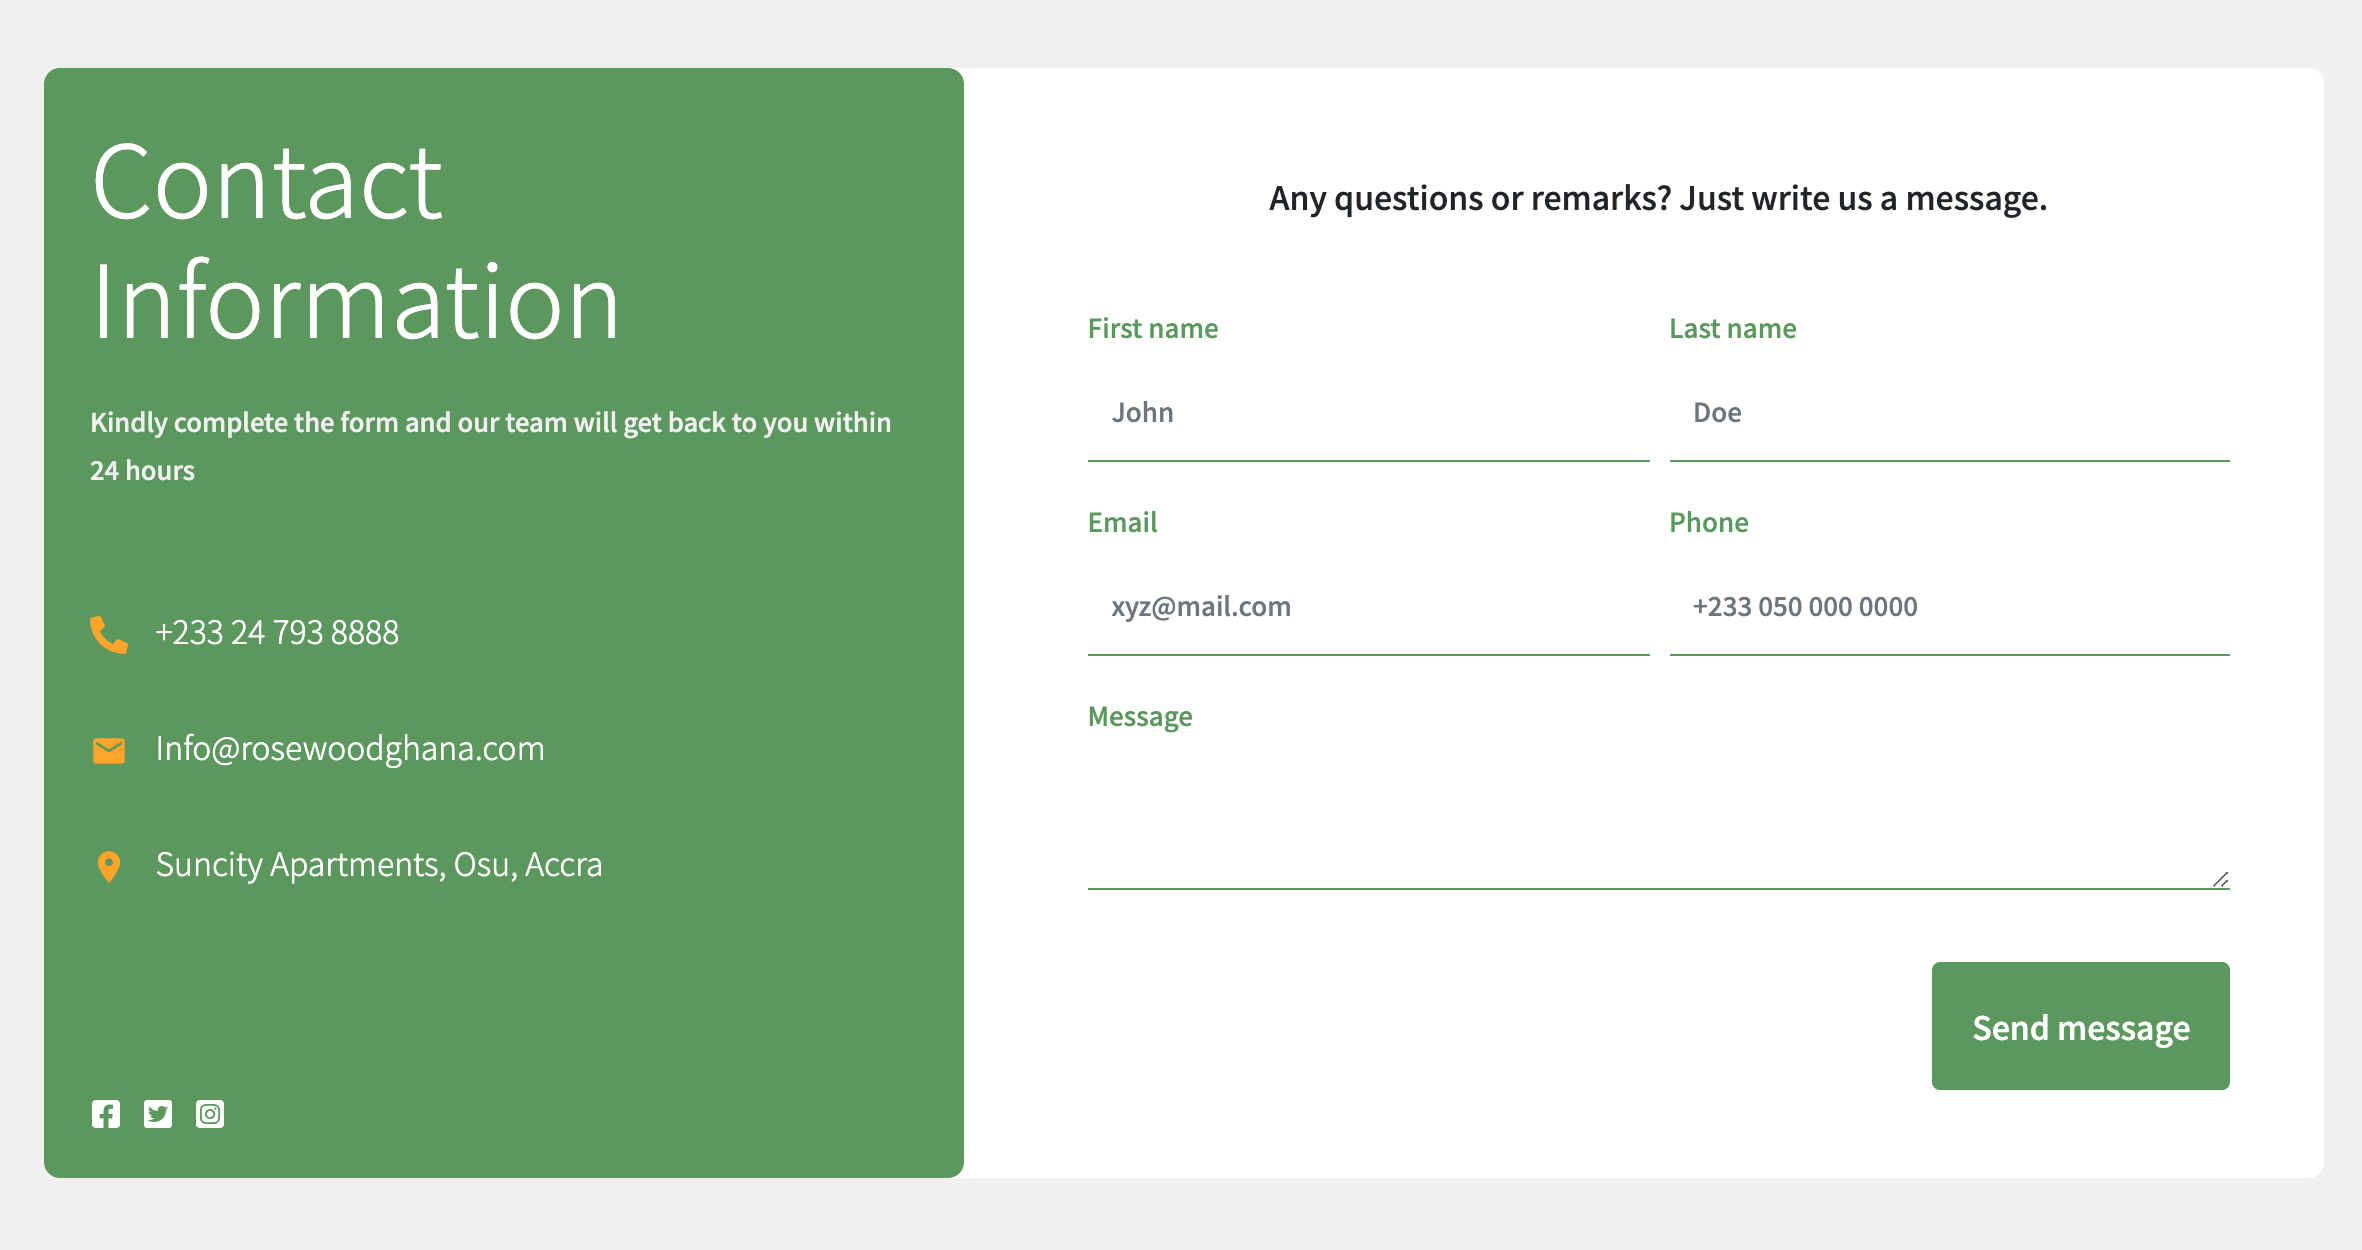 Contact
Information
Kindly complete the form and our team will get back to you within
24 hours
+233 24 793 8888
Info@rosewoodghana.com
Suncity Apartments, Osu, Accra
Any questions or remarks? Just write us a message.
First name
Last name
John
Doe
Email
Phone
xyz@mail.com
+233 050 000 0000
Message
Send message